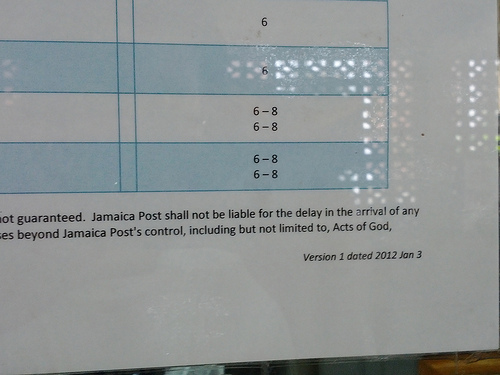 6
6
6 – 8
6 – 8
6 – 8
6 – 8
not guaranteed. Jamaica Post shall not be liable for the delay in the arrival of any
beyond Jamaica Post's control, including but not limited to, Acts of God,
Version 1 dated 2012 Jan 3